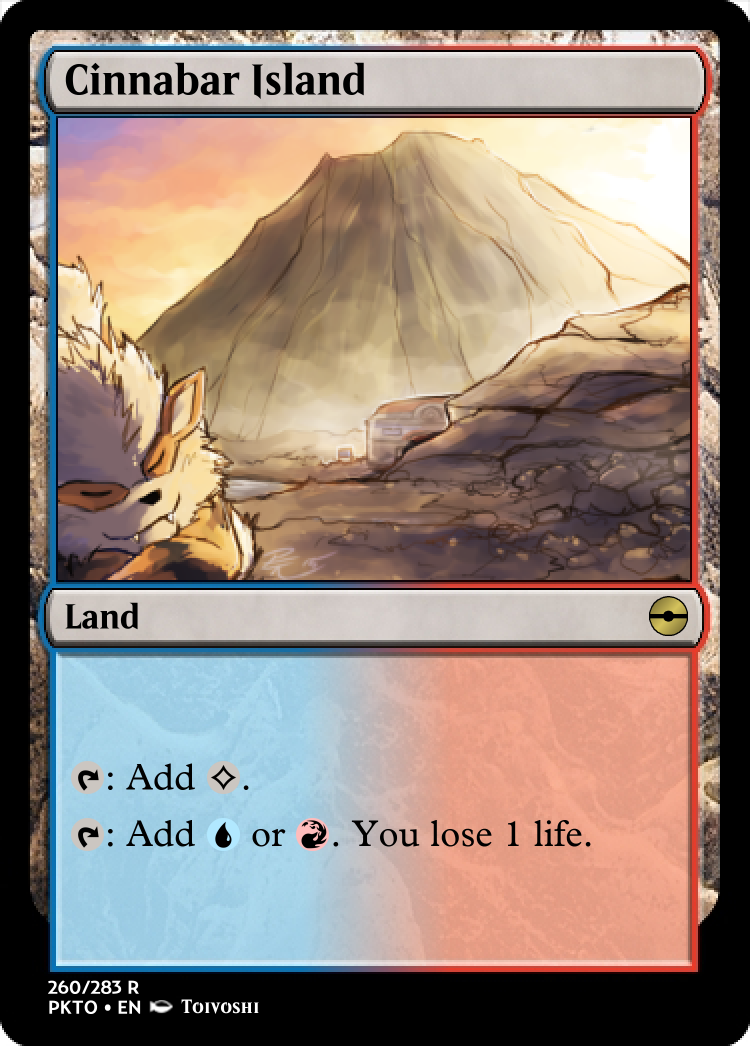 Cinnabar Island
Land
: Add .
: Add or . You lose 1 life.
260/283 R
PKTO • EN Toivoshi